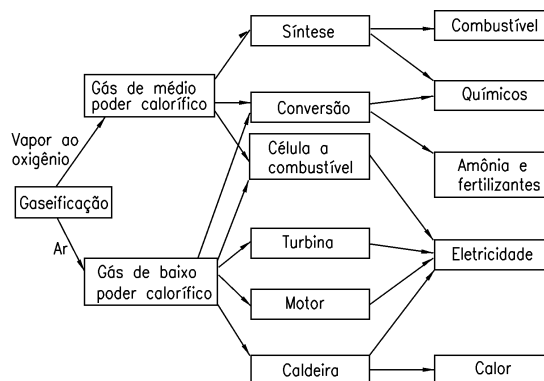 Síntese
Combustível
Gás de médio
poder calorífico
Químicos
Conversão
Vapor ao
oxigênio
Célula a
combustível
Amônia e
fertilizantes
Gaseificação
Ar
Turbina
Eletricidade
Gás de baixo
poder calorífico
Motor
Caldeira
Calor